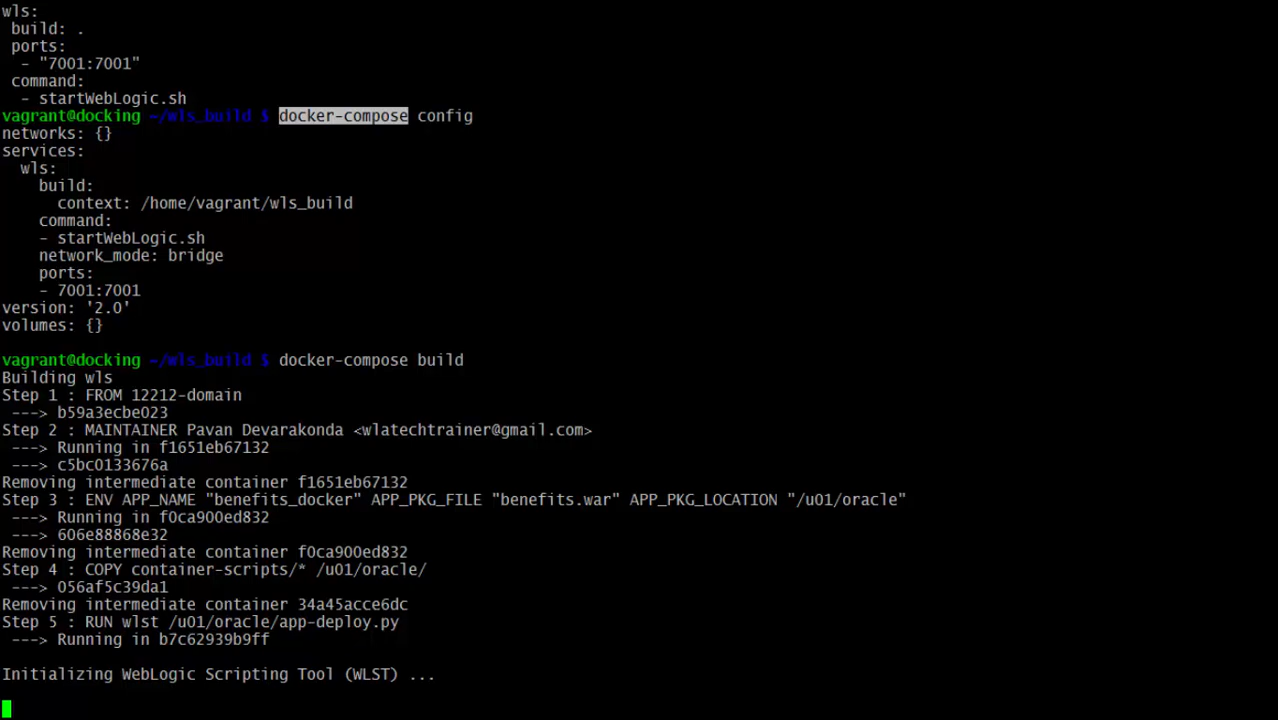 wls:
 build: .
 ports:
  - "7001:7001"
 command:
  - startWebLogic.sh
vagrant@docking ~/wls_build $ docker-compose config
networks: {}
services:
  wls:
    build:
      context: /home/vagrant/wls_build
    command:
    - startWebLogic.sh
    network_mode: bridge
    ports:
    - 7001:7001
version: '2.0'
volumes: {}
vagrant@docking ~/wls_build $ docker-compose build
Building wls
Step 1 : FROM 12212-domain
 ---> b59a3ecbe023
Step 2 : MAINTAINER Pavan Devarakonda <wlatechtrainer@gmail.com>
 ---> Running in f1651eb67132
 ---> c5bc0133676a
Removing intermediate container f1651eb67132
Step 3 : ENV APP_NAME "benefits_docker" APP_PKG_FILE "benefits.war" APP_PKG_LOCATION "/u01/oracle"
 ---> Running in f0ca900ed832
 ---> 606e88868e32
Removing intermediate container f0ca900ed832
Step 4 : COPY container-scripts/* /u01/oracle/
 ---> 056af5c39da1
Removing intermediate container 34a45acce6dc
Step 5 : RUN wlst /u01/oracle/app-deploy.py
 ---> Running in b7c62939b9ff
Initializing WebLogic Scripting Tool (WLST) ...